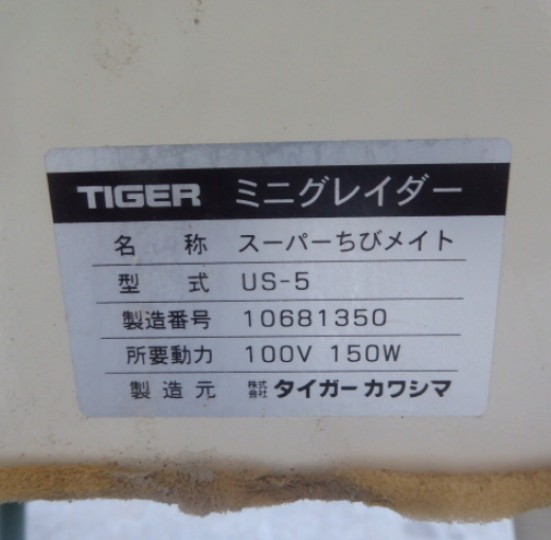 TIGER ミニグレイダー
名称 スーパーちびメイト
型式 US-5
製造番号 10681350
所要動力 100V 150W
製造元 株式会社 タイガーカワシマ